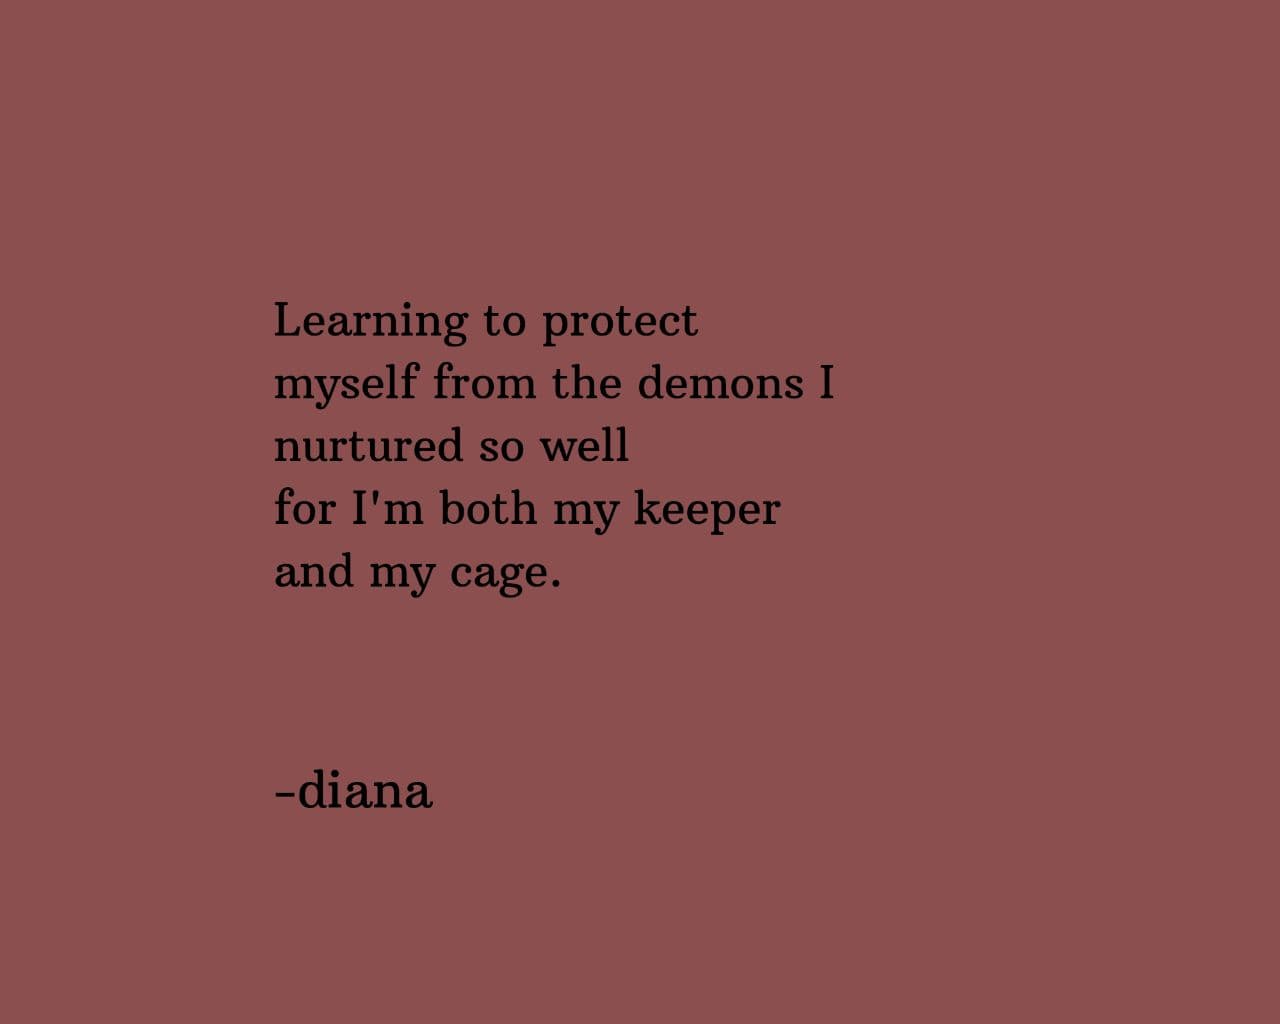 Learning to protect
myself from the demons I
nurtured so well
for I'm both my keeper
and my cage.
-diana